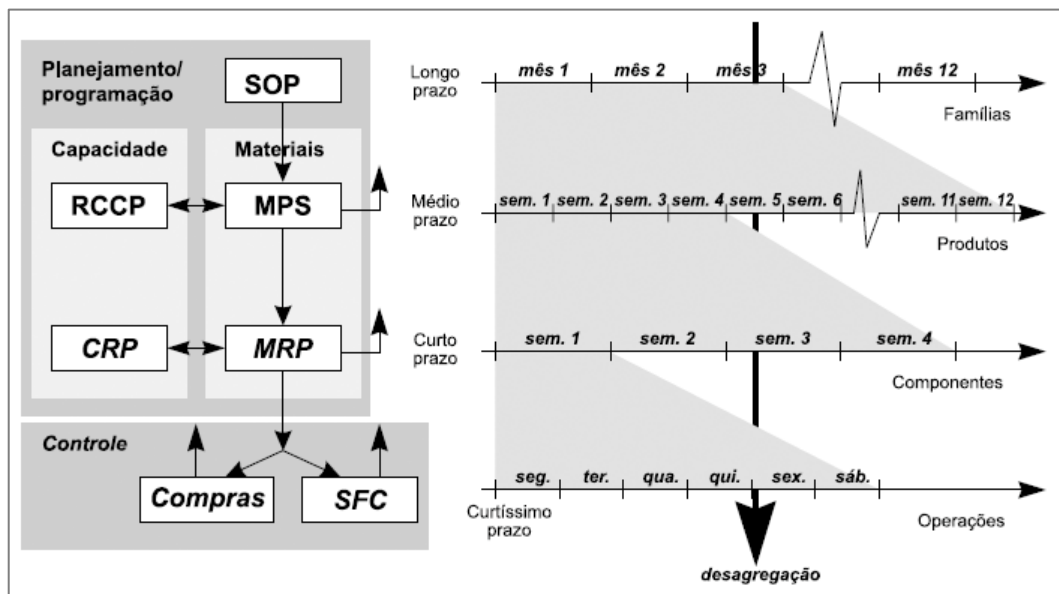 Planejamento/
programação
SOP
Capacidade
Materiais
RCCP
MPS
CRP
MRP
Controle
Compras
SFC
Longo
prazo
mês 1 mês 2 mês 3 mês 12
Famílias
Médio
prazo
sem. 1 sem. 2 sem. 3 sem. 4 sem. 5 sem. 6 sem. 11 sem. 12
Produtos
Curto
prazo
sem. 1 sem. 2 sem. 3 sem. 4
Componentes
seg. ter. qua. qui. sex. sáb.
Curtíssimo
prazo
Operações
desagregação